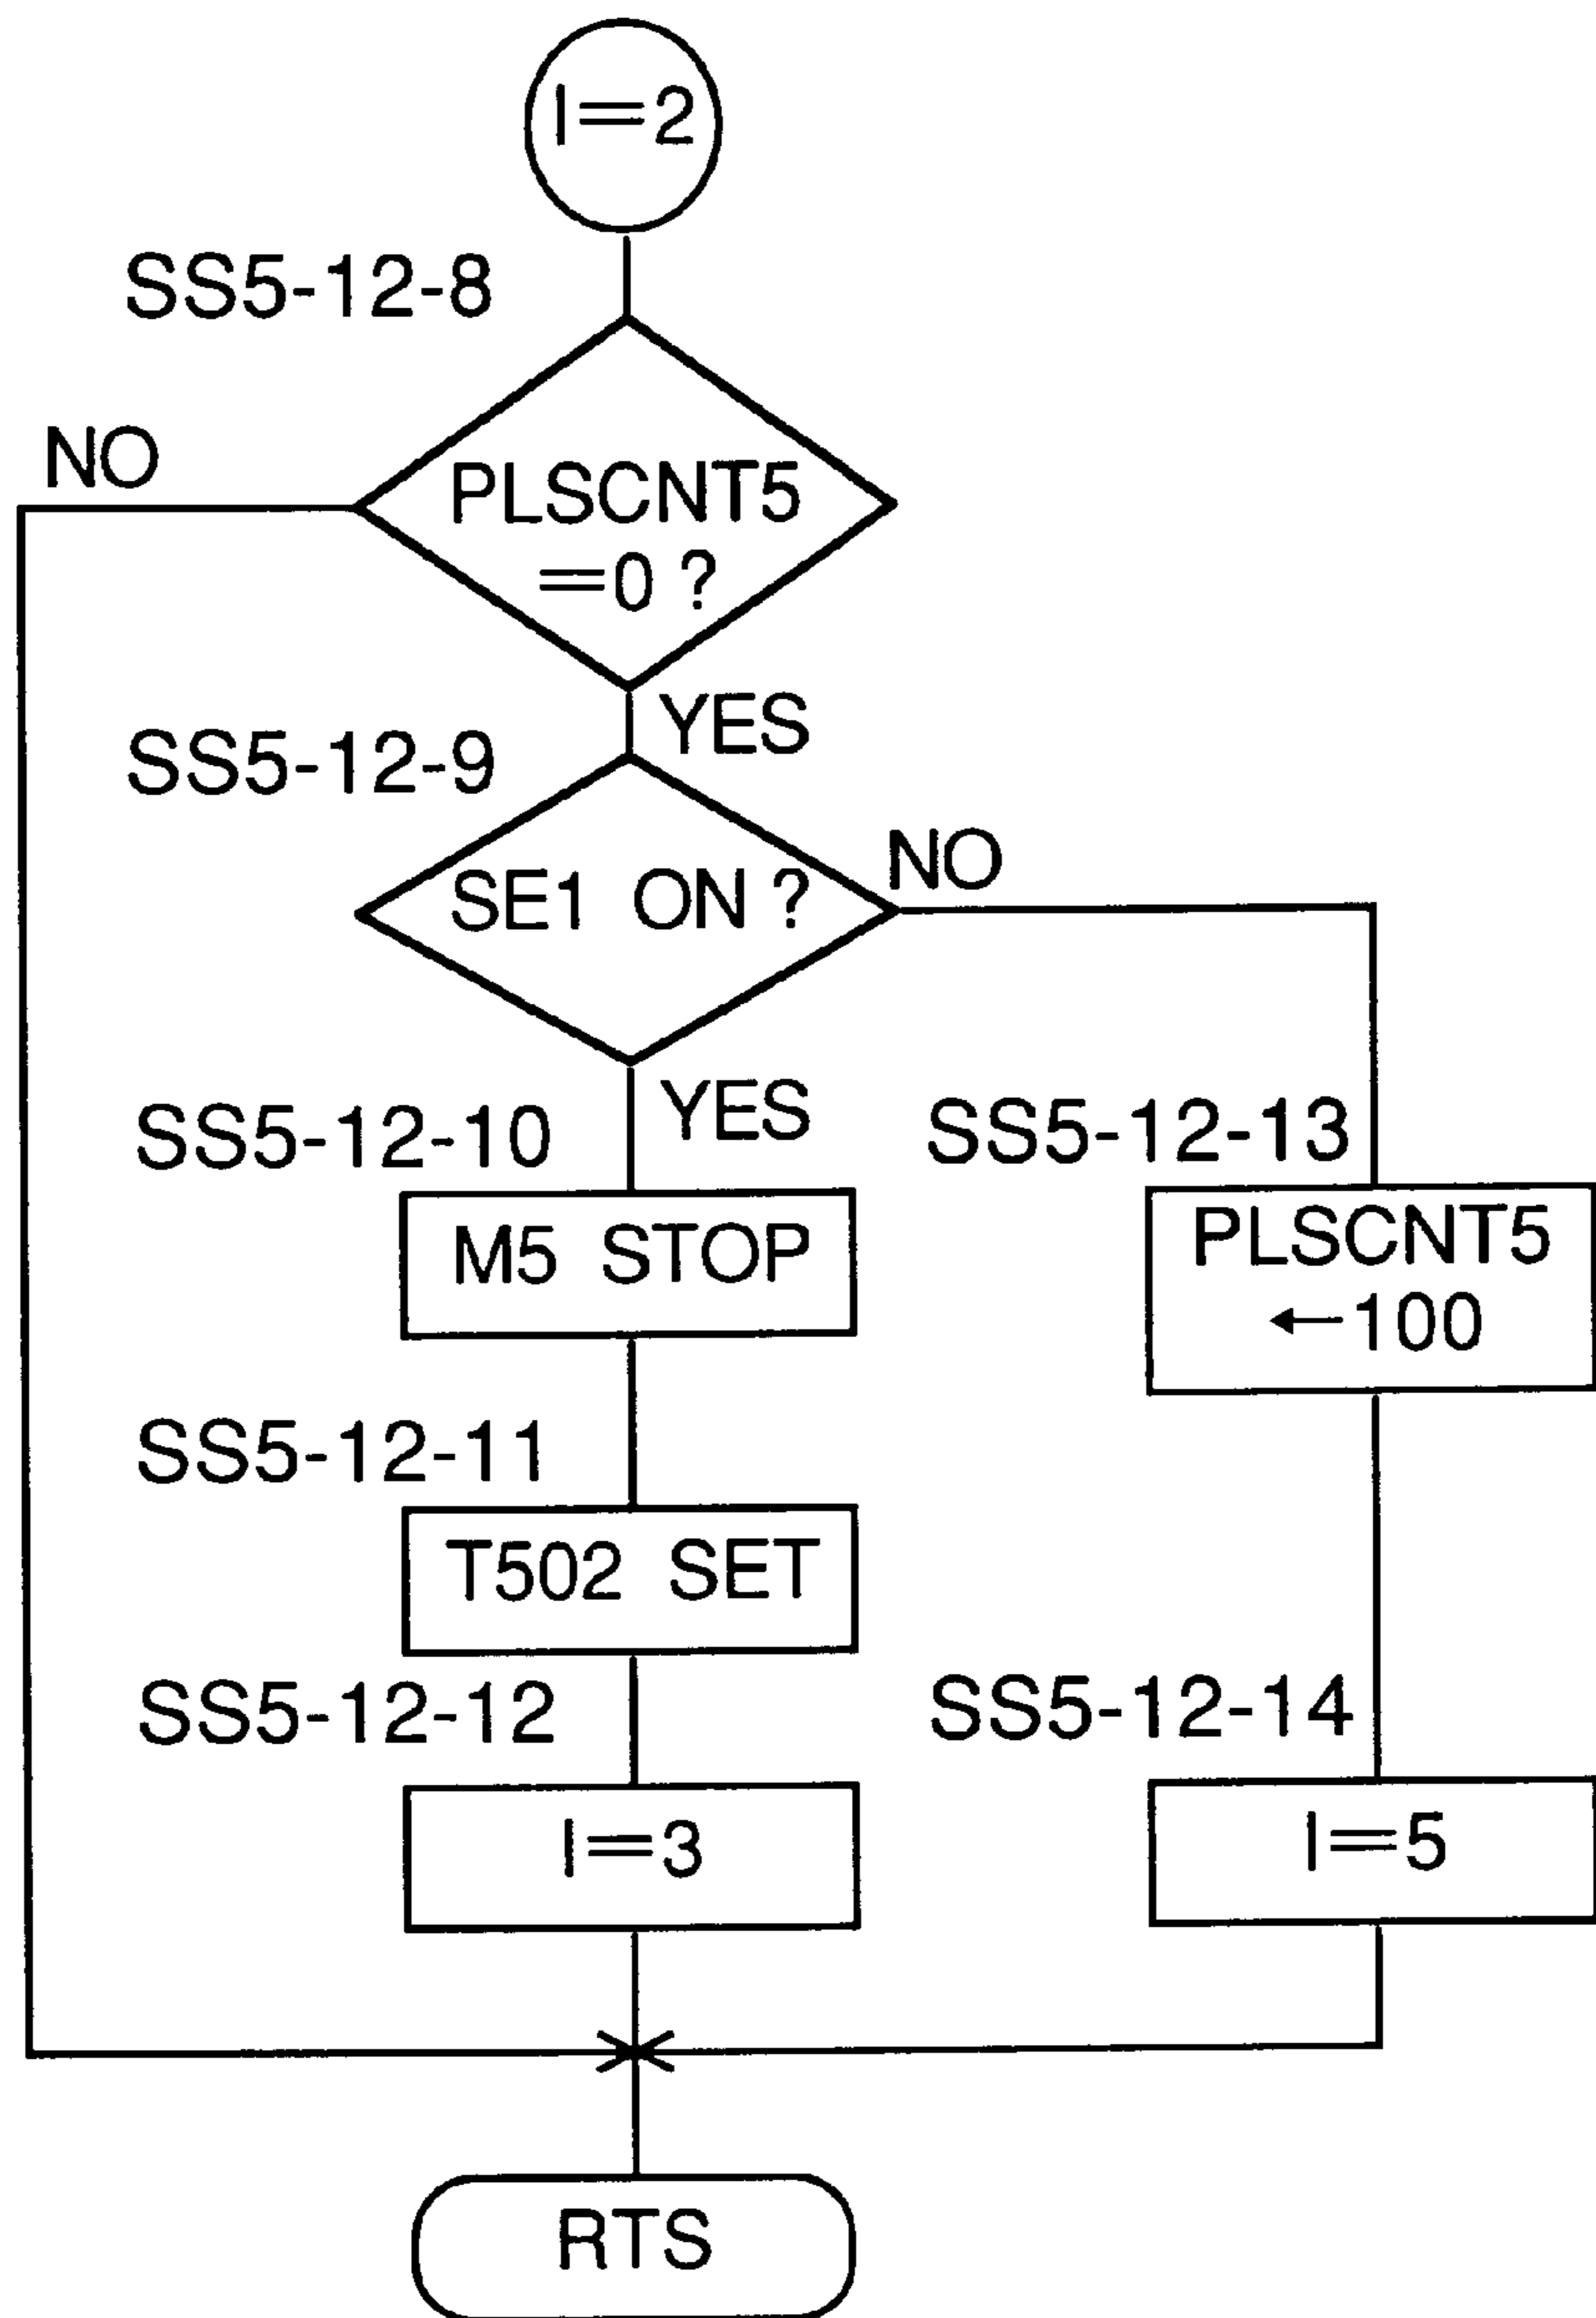 I=2
SS5-12-8
NO
PLSCNT5
=0 ?
YES
SS5-12-9
SE1 ON ?
NO
YES
SS5-12-10
M5 STOP
SS5-12-13
PLSCNT5
←100
SS5-12-11
T502 SET
SS5-12-12
I=3
SS5-12-14
I=5
RTS